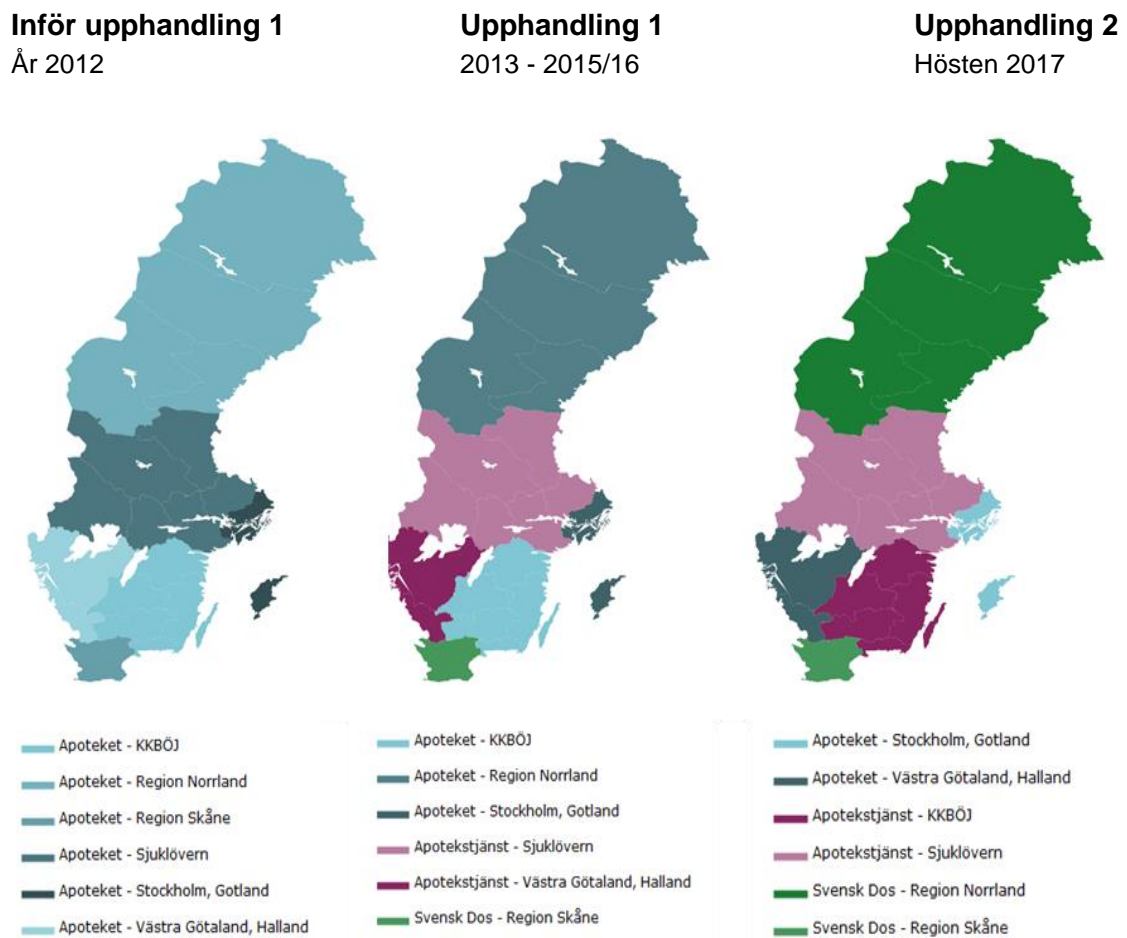 Inför upphandling 1
År 2012
Upphandling 1
2013 - 2015/16
Upphandling 2
Hösten 2017
Apoteket - KKBÖJ
Apoteket - Region Norrland
Apoteket - Region Skåne
Apoteket - Sjuklövern
Apoteket - Stockholm, Gotland
Apoteket - Västra Götaland, Halland
Apoteket - KKBÖJ
Apoteket - Region Norrland
Apoteket - Stockholm, Gotland
Apotekstjänst - Sjuklövern
Apotekstjänst - Västra Götaland, Halland
Svensk Dos - Region Skåne
Apoteket - Stockholm, Gotland
Apoteket - Västra Götaland, Halland
Apotekstjänst - KKBÖJ
Apotekstjänst - Sjuklövern
Svensk Dos - Region Norrland
Svensk Dos - Region Skåne